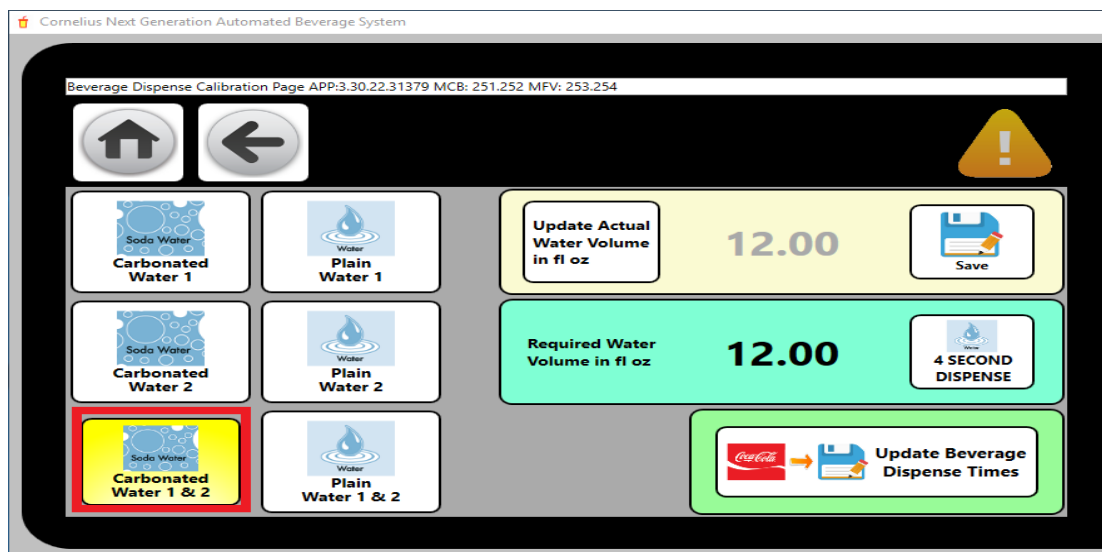 Cornelius Next Generation Automated Beverage System
Beverage Dispense Calibration Page APP:3.30.22.31379 MCB: 251.252 MFV: 253.254
!
Soda Water
Carbonated
Water 1
Water
Plain
Water 1
Update Actual
Water Volume
in fl oz
12.00
Save
Soda Water
Carbonated
Water 2
Water
Plain
Water 2
Required Water
Volume in fl oz
12.00
Water
4 SECOND
DISPENSE
Soda Water
Carbonated
Water 1 & 2
Water
Plain
Water 1 & 2
Coca-Cola
Update Beverage
Dispense Times